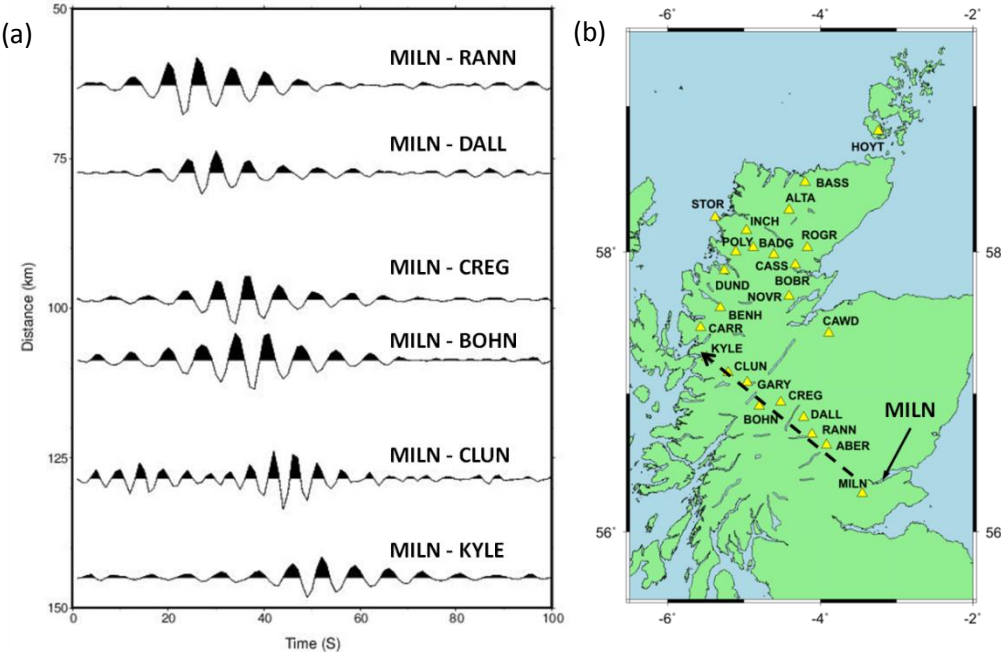 (a)
50
75
100
125
150
Distance (km)
0
20
40
60
80
100
Time (S)
MILN - RANN
MILN - DALL
MILN - CREG
MILN - BOHN
MILN - CLUN
MILN - KYLE
(b)
-6°
-4°
-2°
HOYT
BASS
ALTA
STOR
INCH
POLY
BADG
ROGR
CASS
DUND
BOBR
NOVR
BENH
CAWD
CARR
KYLE
CLUN
GARY
CREG
BOHN
DALL
MILN
RANN
ABER
MILN
58°
58
56°
56
-6°
-4°
-2°